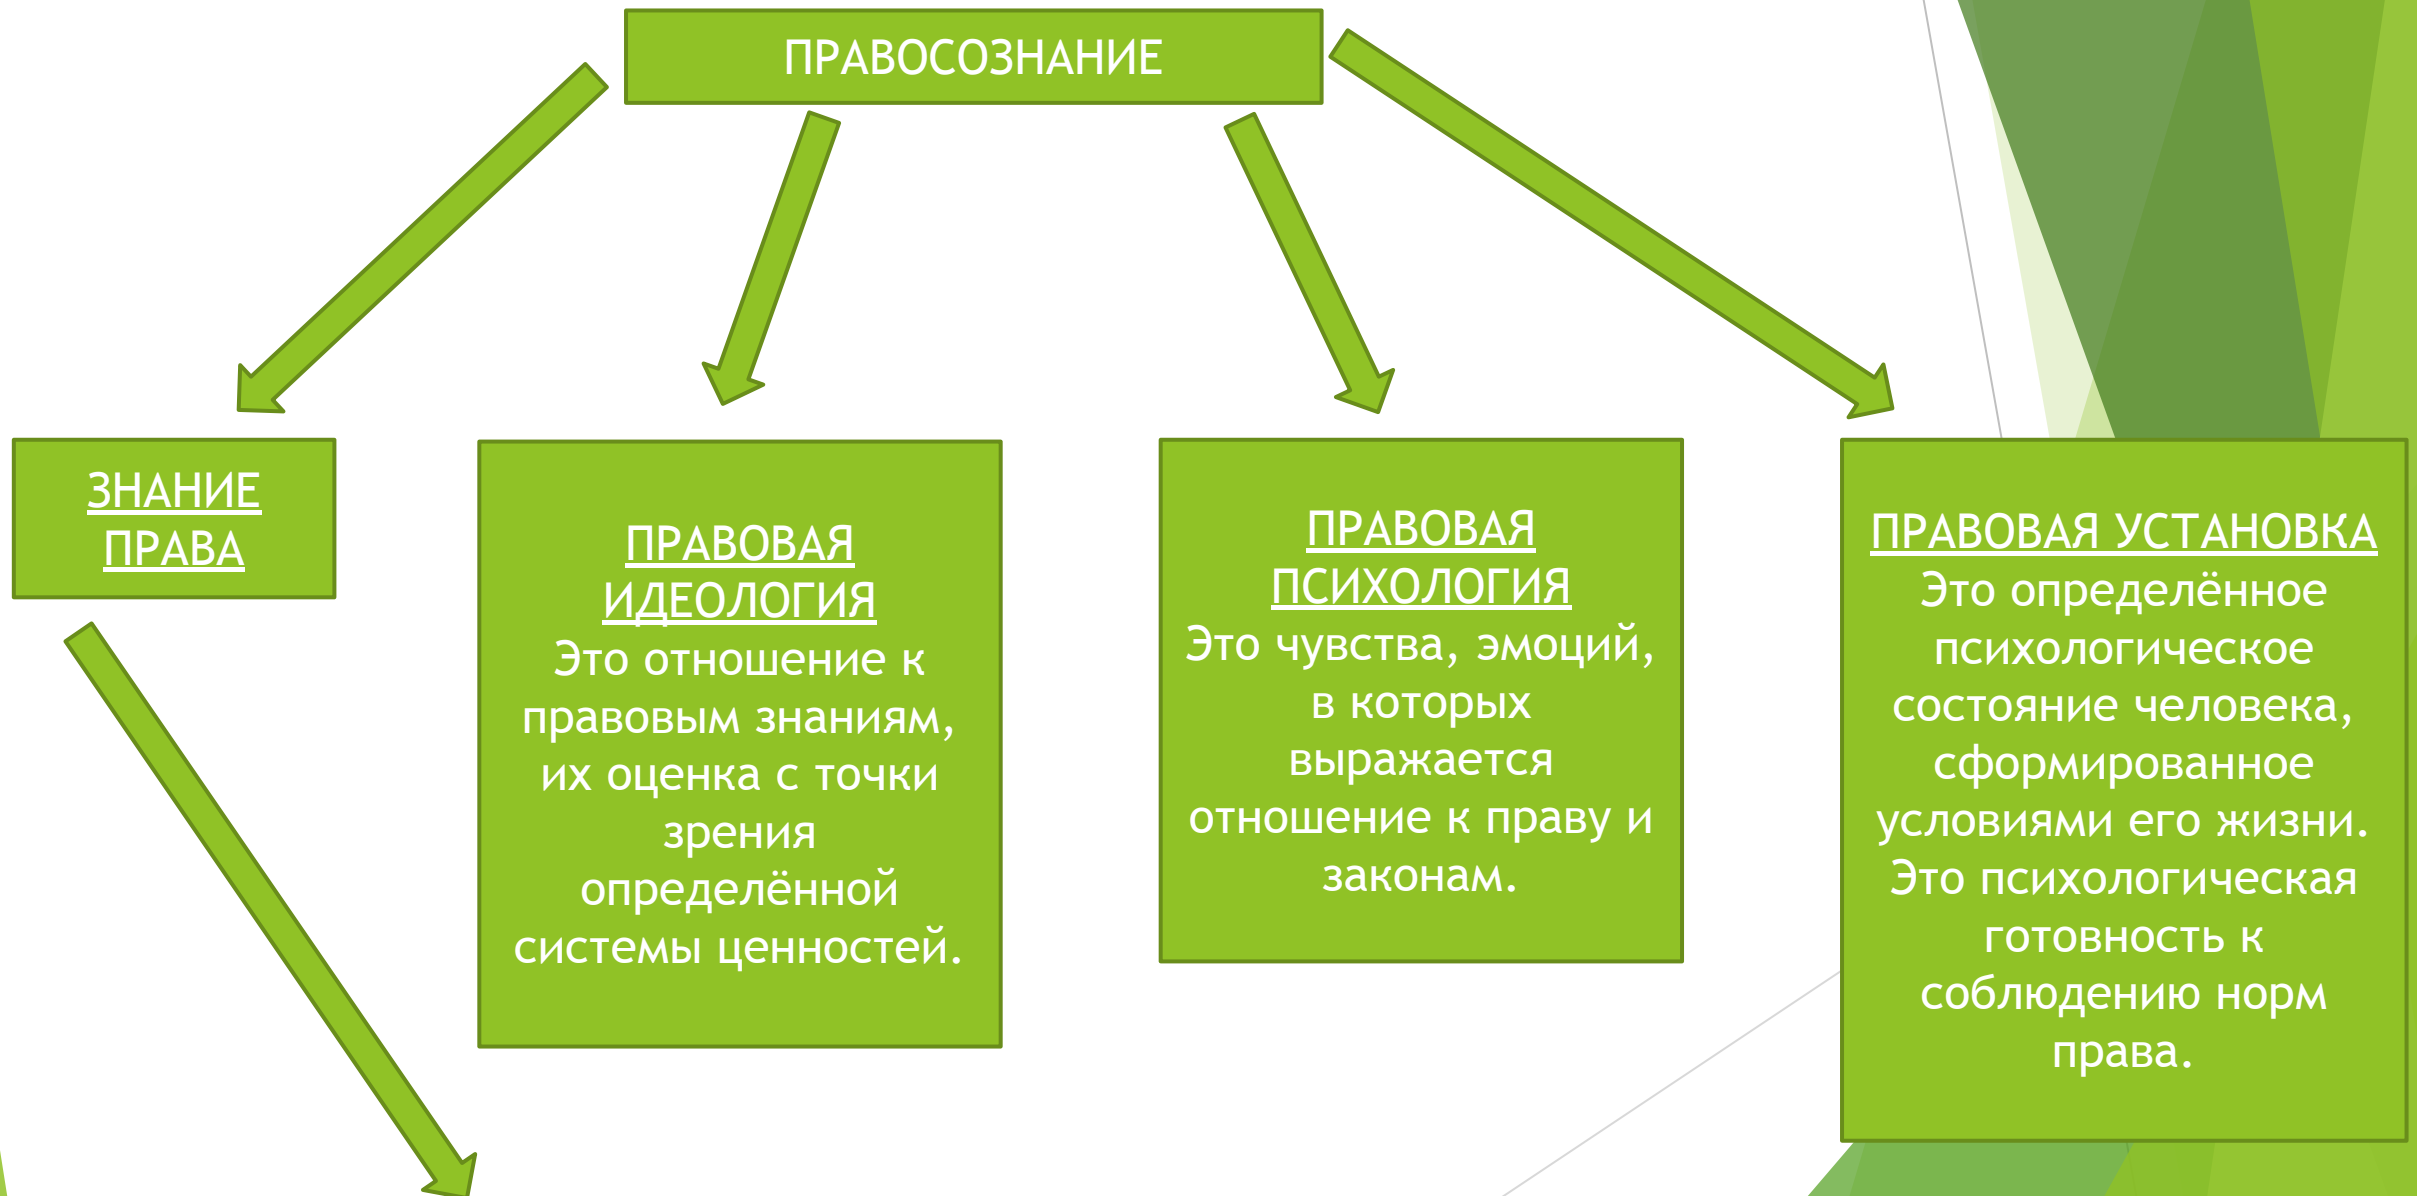 ПРАВОСОЗНАНИЕ
ЗНАНИЕ
ПРАВА
ПРАВОВАЯ
ИДЕОЛОГИЯ
Это отношение к
правовым знаниям,
их оценка с точки
зрения
определённой
системы ценностей.
ПРАВОВАЯ
ПСИХОЛОГИЯ
Это чувства, эмоций,
в которых
выражается
отношение к праву и
законам.
ПРАВОВАЯ УСТАНОВКА
Это определённое
психологическое
состояние человека,
сформированное
условиями его жизни.
Это психологическая
готовность к
соблюдению норм
права.